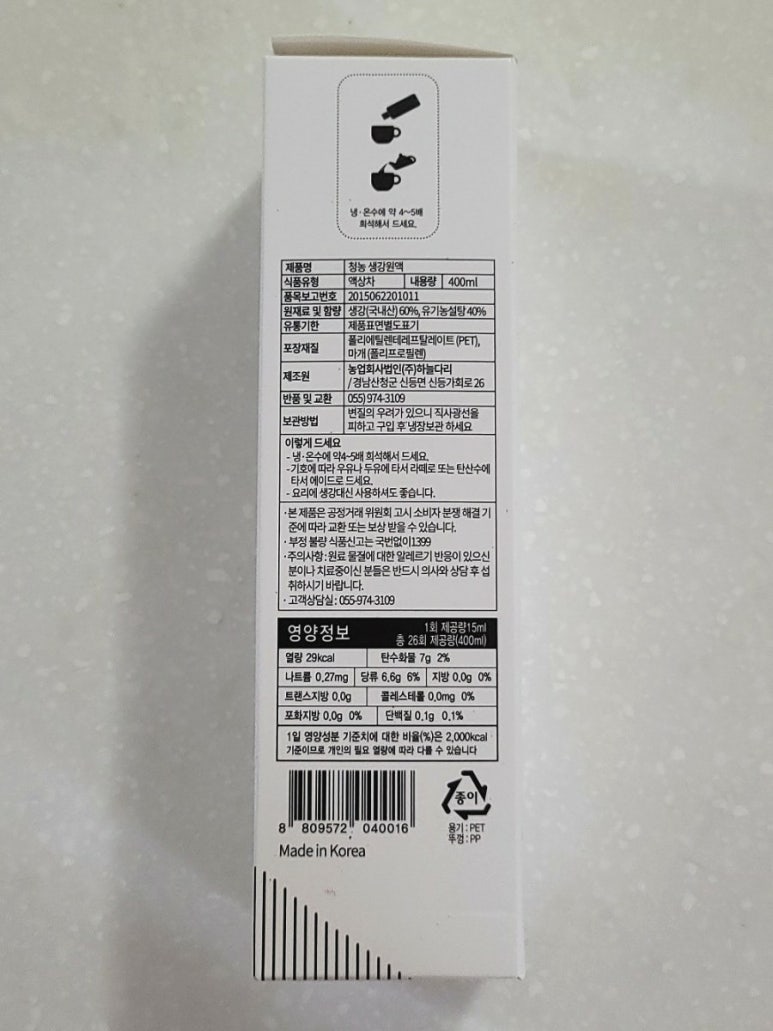 냉·온수에 약 4~5배
희석해서 드세요.
제품명 청농 생강원액
식품유형 액상차 내용량 400ml
품목보고번호 2015062201011
원재료 및 함량 생강(국내산) 60%, 유기농설탕 40%
유통기한 제품표면별도표기
포장재질 폴리에틸렌테레프탈레이트 (PET),
마개 (폴리프로필렌)
제조원 농업회사법인(주)하늘다리
/ 경남산청군 신등면 신등가회로 26
반품 및 교환 055) 974-3109
보관방법 변질의 우려가 있으니 직사광선을
피하고 구입 후 냉장보관 하세요
이렇게 드세요
- 냉·온수에 약4~5배 희석해서 드세요.
- 기호에 따라 우유나 두유에 타서 라떼로 또는 탄산수에
타서 에이드로 드세요.
- 요리에 생강대신 사용하셔도 좋습니다.
· 본 제품은 공정거래 위원회 고시 소비자 분쟁 해결 기
준에 따라 교환 또는 보상 받을 수 있습니다.
· 부정 불량 식품신고는 국번없이1399
· 주의사항 : 원료 물질에 대한 알레르기 반응이 있으신
분이나 치료중이신 분들은 반드시 의사와 상담 후 섭
취하시기 바랍니다.
· 고객상담실 : 055-974-3109
영양정보 1회 제공량15ml
총 26회 제공량(400ml)
열량 29kcal 탄수화물 7g 2%
나트륨 0.27mg 당류 6.6g 6% 지방 0.0g 0%
트랜스지방 0.0g 콜레스테롤 0.0mg 0%
포화지방 0.0g 0% 단백질 0.1g 0.1%
1일 영양성분 기준치에 대한 비율(%)은 2,000kcal
기준이므로 개인의 필요 열량에 따라 다를 수 있습니다
종이
8 809572 040016
용기 : PET
뚜껑 : PP
Made in Korea